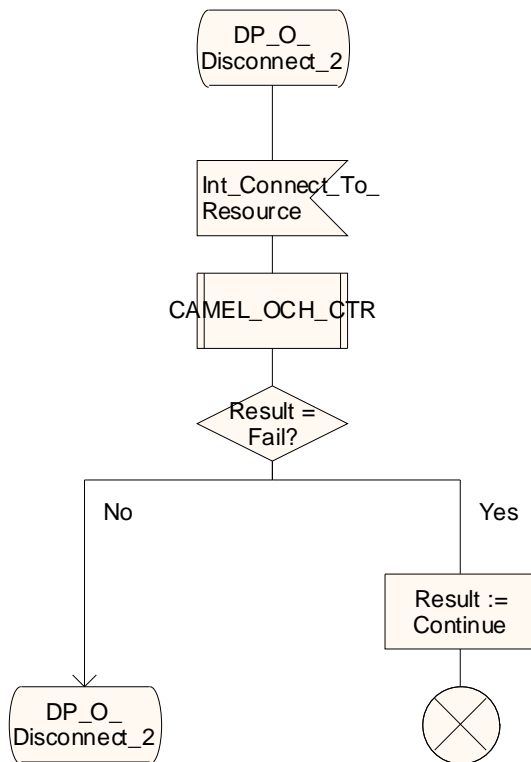 DP_O_
Disconnect_2
Int_Connect_To_
Resource
CAMEL_OCH_CTR
Result =
Fail?
No
Yes
Result :=
Continue
DP_O_
Disconnect_2